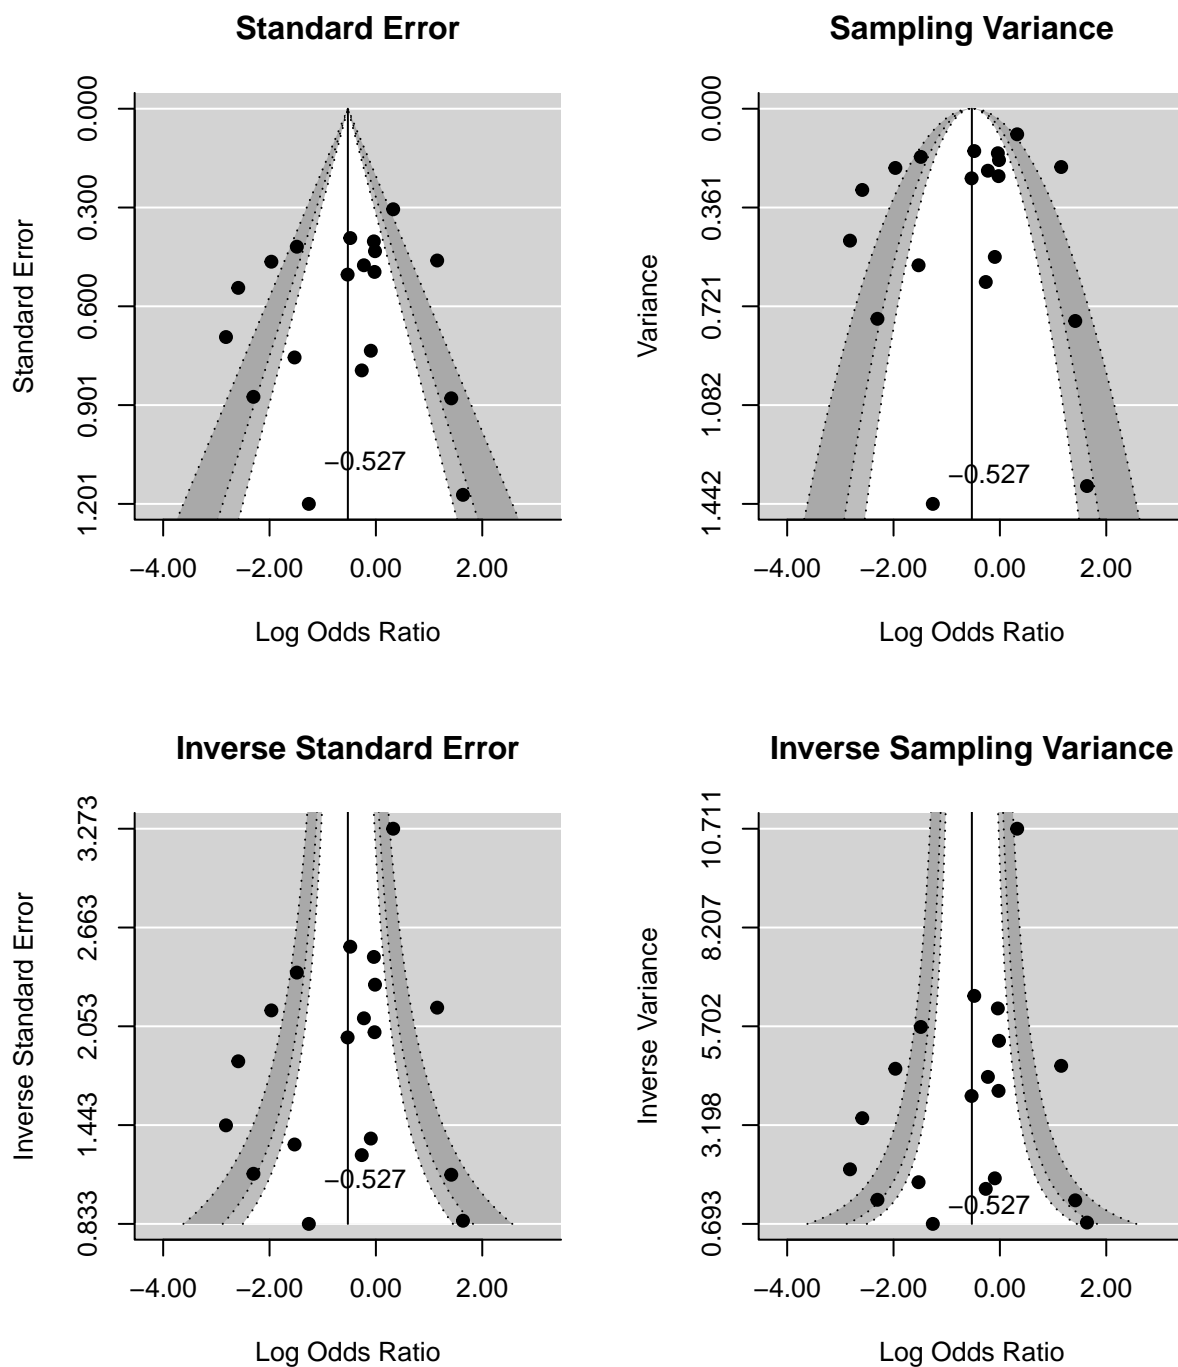 Standard Error
Standard Error
0.000
0.300
0.600
0.901
1.201
−0.527
−4.00 −2.00 0.00 2.00
Log Odds Ratio
Sampling Variance
Variance
0.000
0.361
0.721
1.082
1.442
−0.527
−4.00 −2.00 0.00 2.00
Log Odds Ratio
Inverse Standard Error
Inverse Standard Error
3.273
2.663
2.053
1.443
0.833
−0.527
−4.00 −2.00 0.00 2.00
Log Odds Ratio
Inverse Sampling Variance
Inverse Variance
10.711
8.207
5.702
3.198
0.693
−0.527
−4.00 −2.00 0.00 2.00
Log Odds Ratio